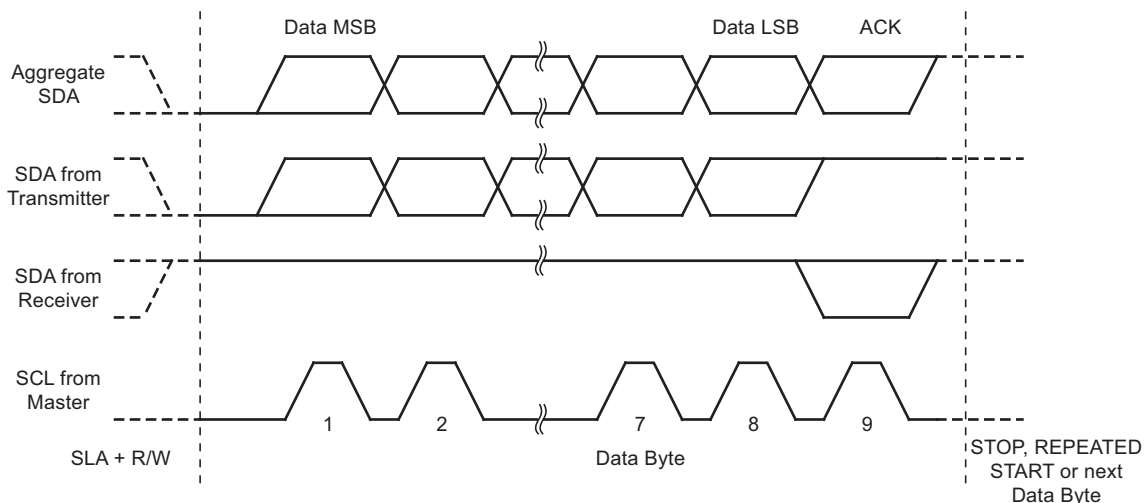 Data MSB
Data LSB
ACK
Aggregate
SDA
SDA from
Transmitter
SDA from
Receiver
SCL from
Master
1
2
7
8
9
SLA + R/W
Data Byte
STOP, REPEATED
START or next
Data Byte